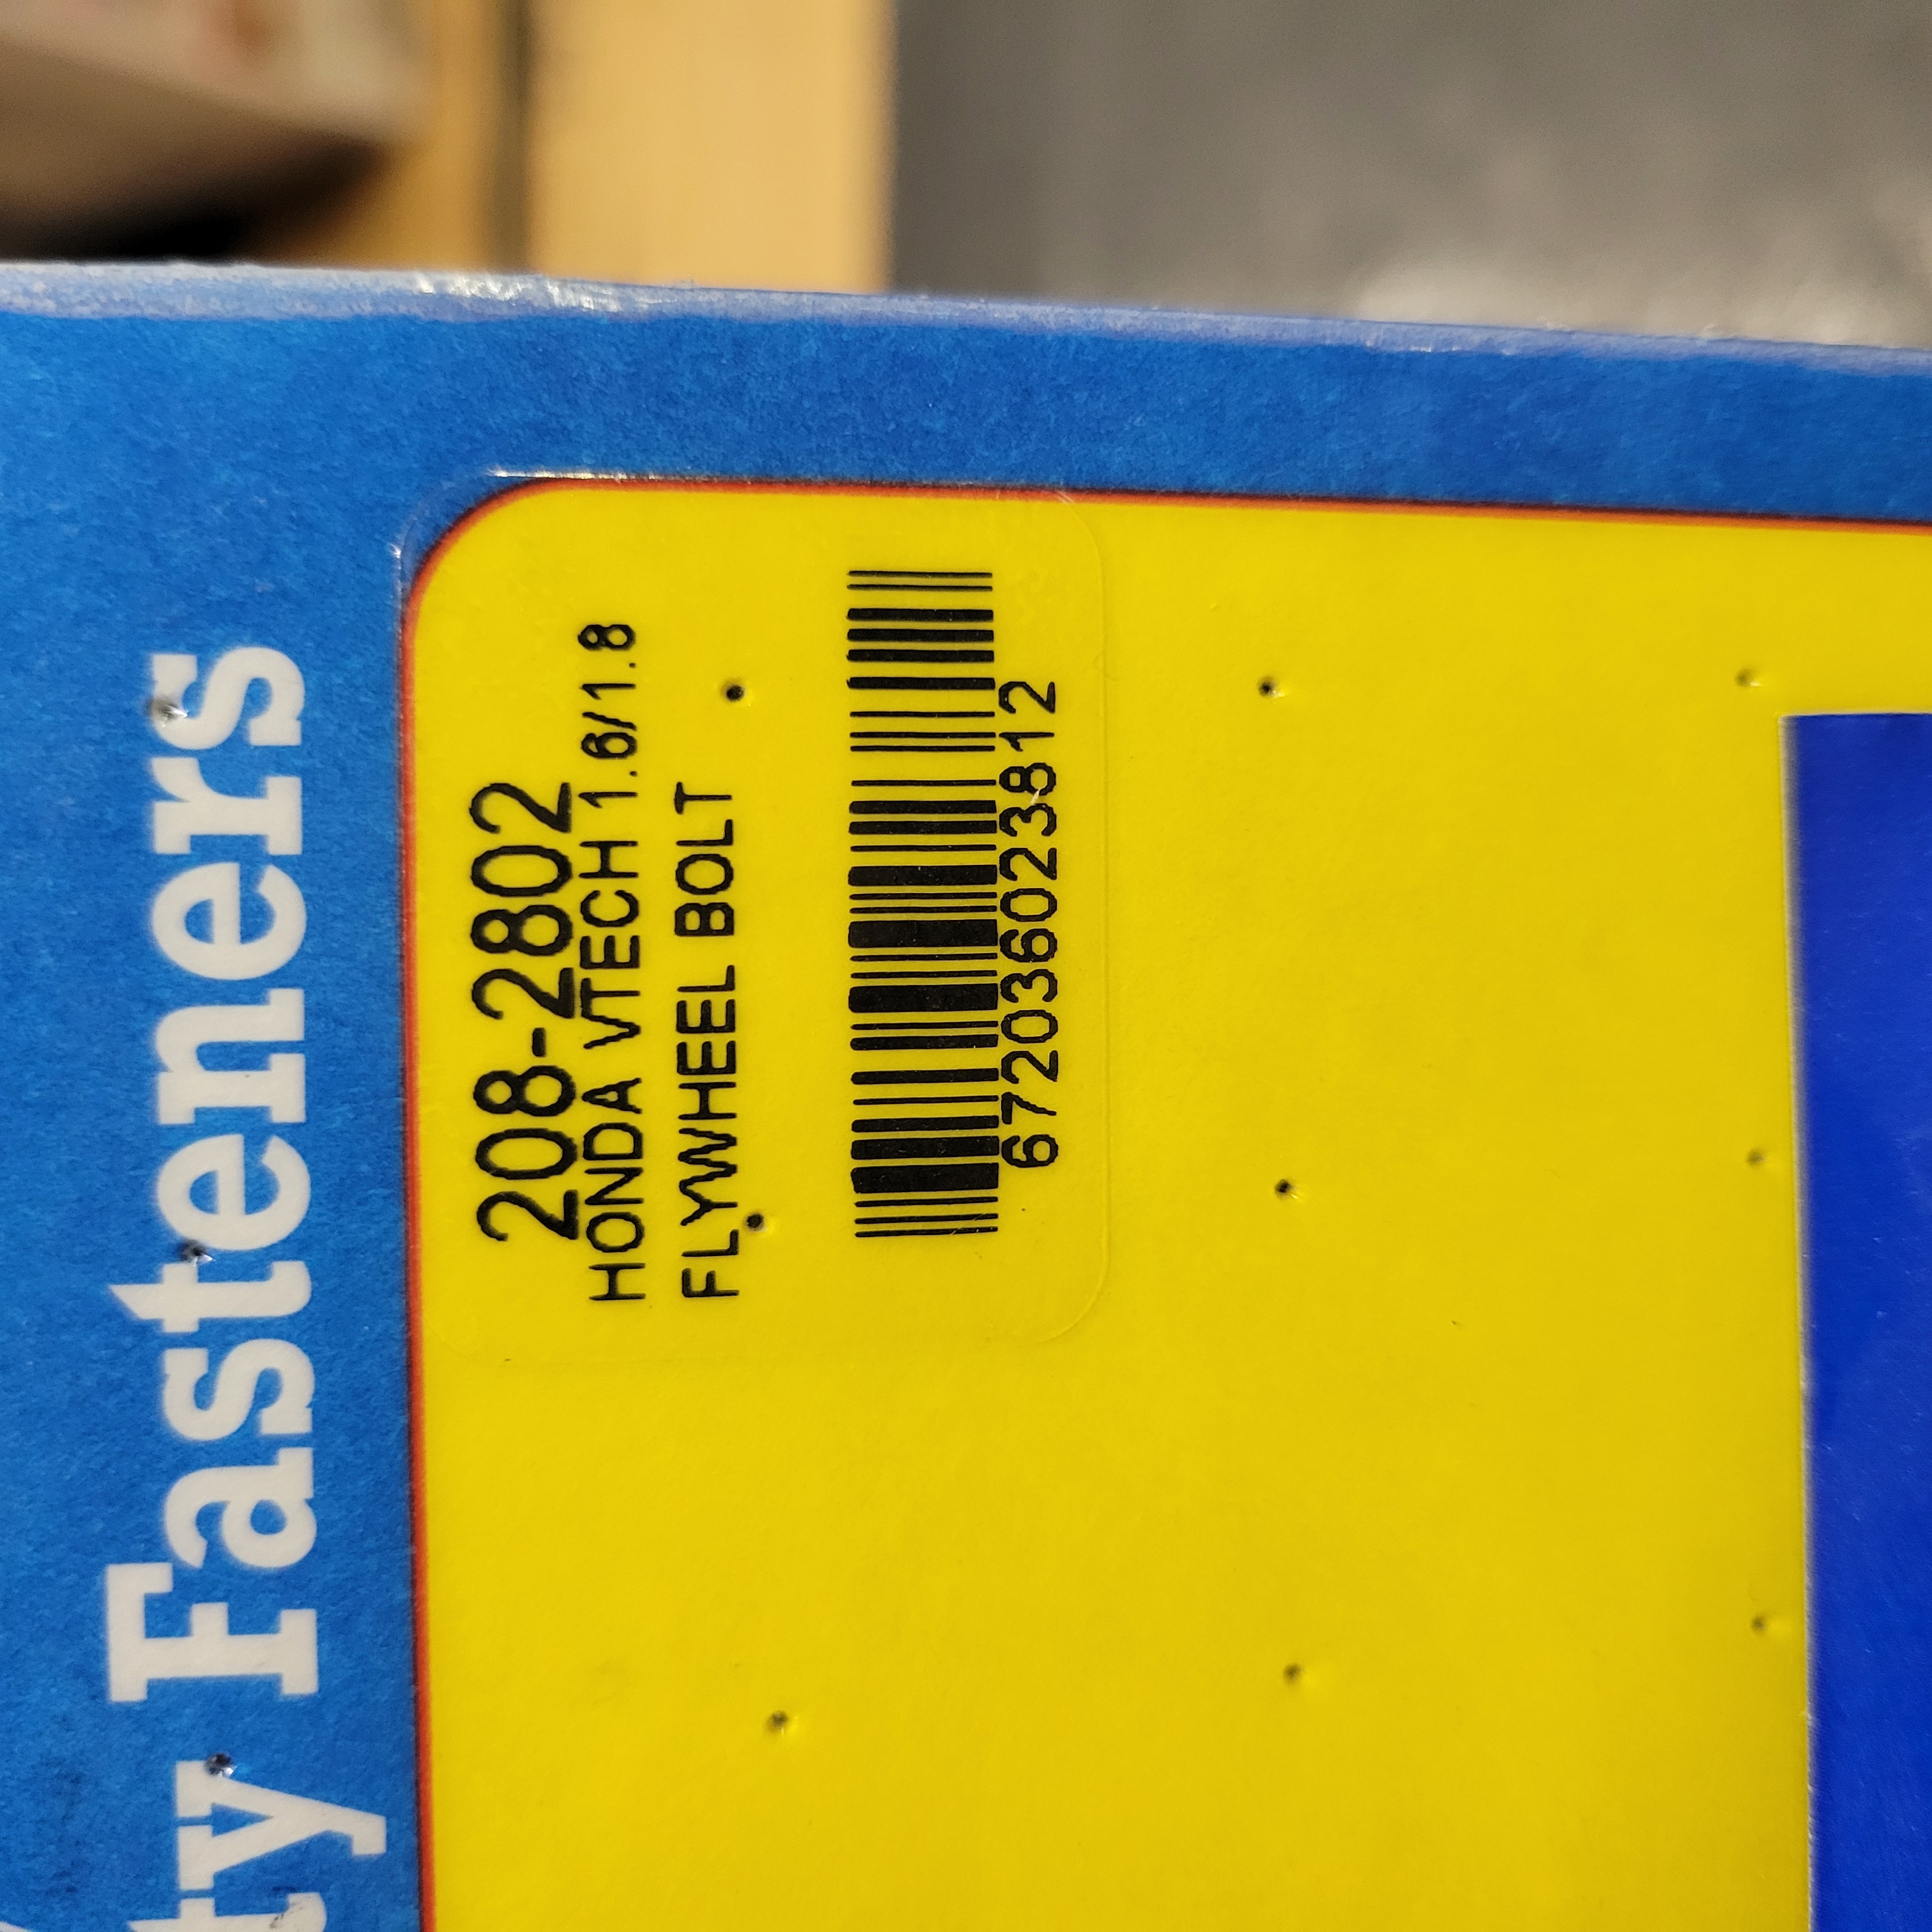 ty Fasteners
208-2802
HONDA VTECH 1.6/1.8
FLYWHEEL BOLT
672036023812